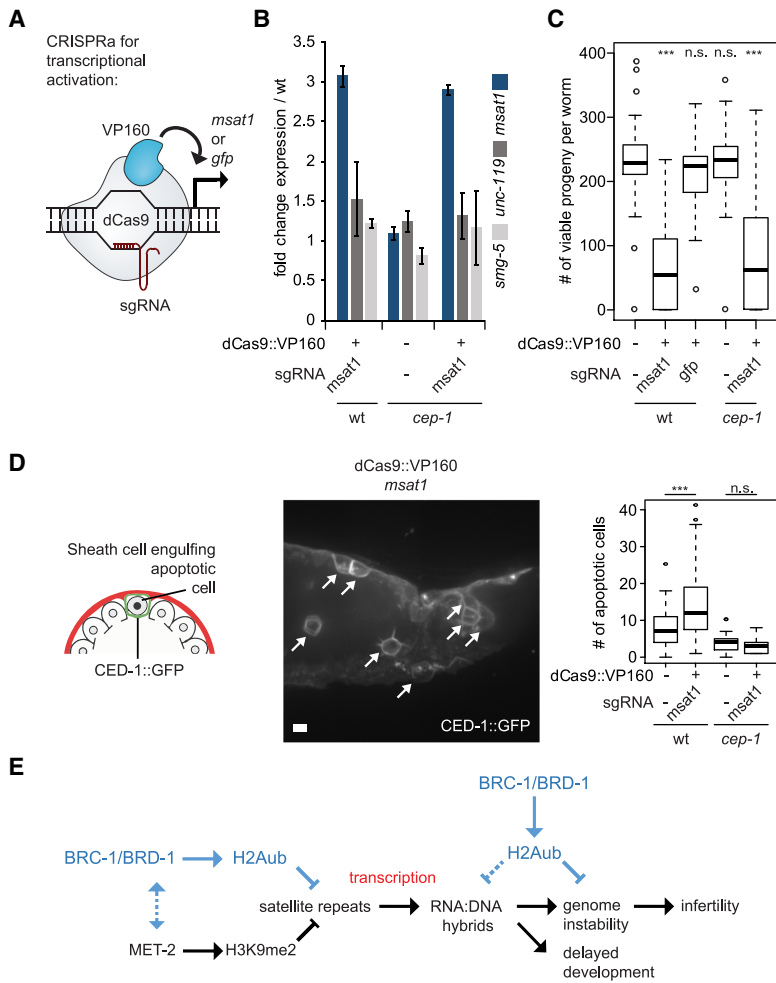 A
CRISPRa for
transcriptional
activation:
VP160
msat1
or
gfp
dCas9
sgRNA
B
fold change expression / wt
3.5
3
2.5
2
1.5
1
0.5
0
smg-5 unc-119 msat1
dCas9::VP160 + - +
sgRNA msat1 - msat1
wt cep-1
C
# of viable progeny per worm
400
300
200
100
0
*** n.s. n.s. ***
dCas9::VP160 - + + - +
sgRNA - msat1 gfp - msat1
wt cep-1
D
Sheath cell engulfing
apoptotic
cell
CED-1::GFP
dCas9::VP160
msat1
CED-1::GFP
# of apoptotic cells
40
30
20
10
0
*** n.s.
dCas9::VP160 - + - +
sgRNA - msat1 - msat1
wt cep-1
E
BRC-1/BRD-1
BRC-1/BRD-1 H2Aub H2Aub
transcription
satellite repeats RNA:DNA
hybrids genome
instability infertility
MET-2 H3K9me2 delayed
development